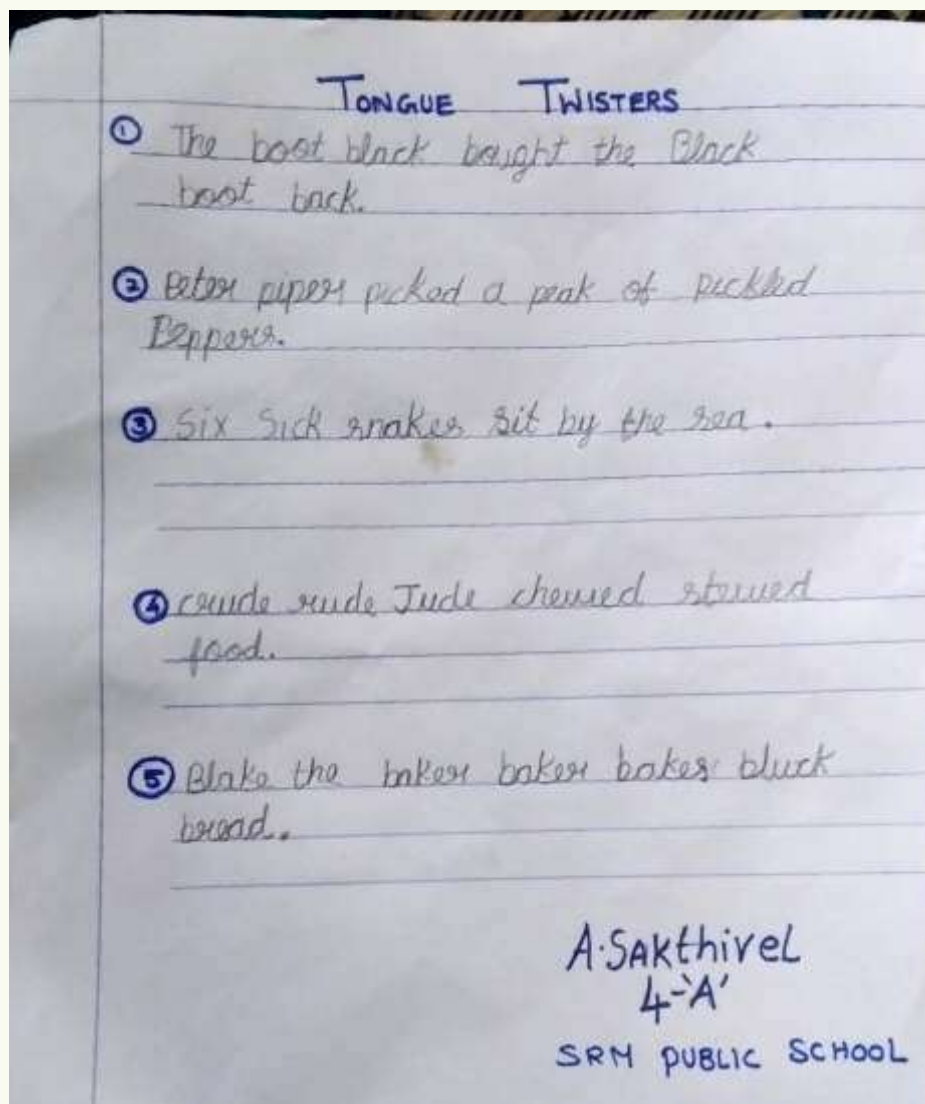 TONGUE TWISTERS
① The boot black bought the Black
boot back.
② Peter piper picked a peak of pickled
Peppers.
③ Six Sick snakes sit by the sea.
④ crude rude Jude chewed stewed
food.
⑤ Blake the baker baker bakes bluck
bread.
A.SAKthiveL
4-'A'
SRM PUBLIC SCHOOL